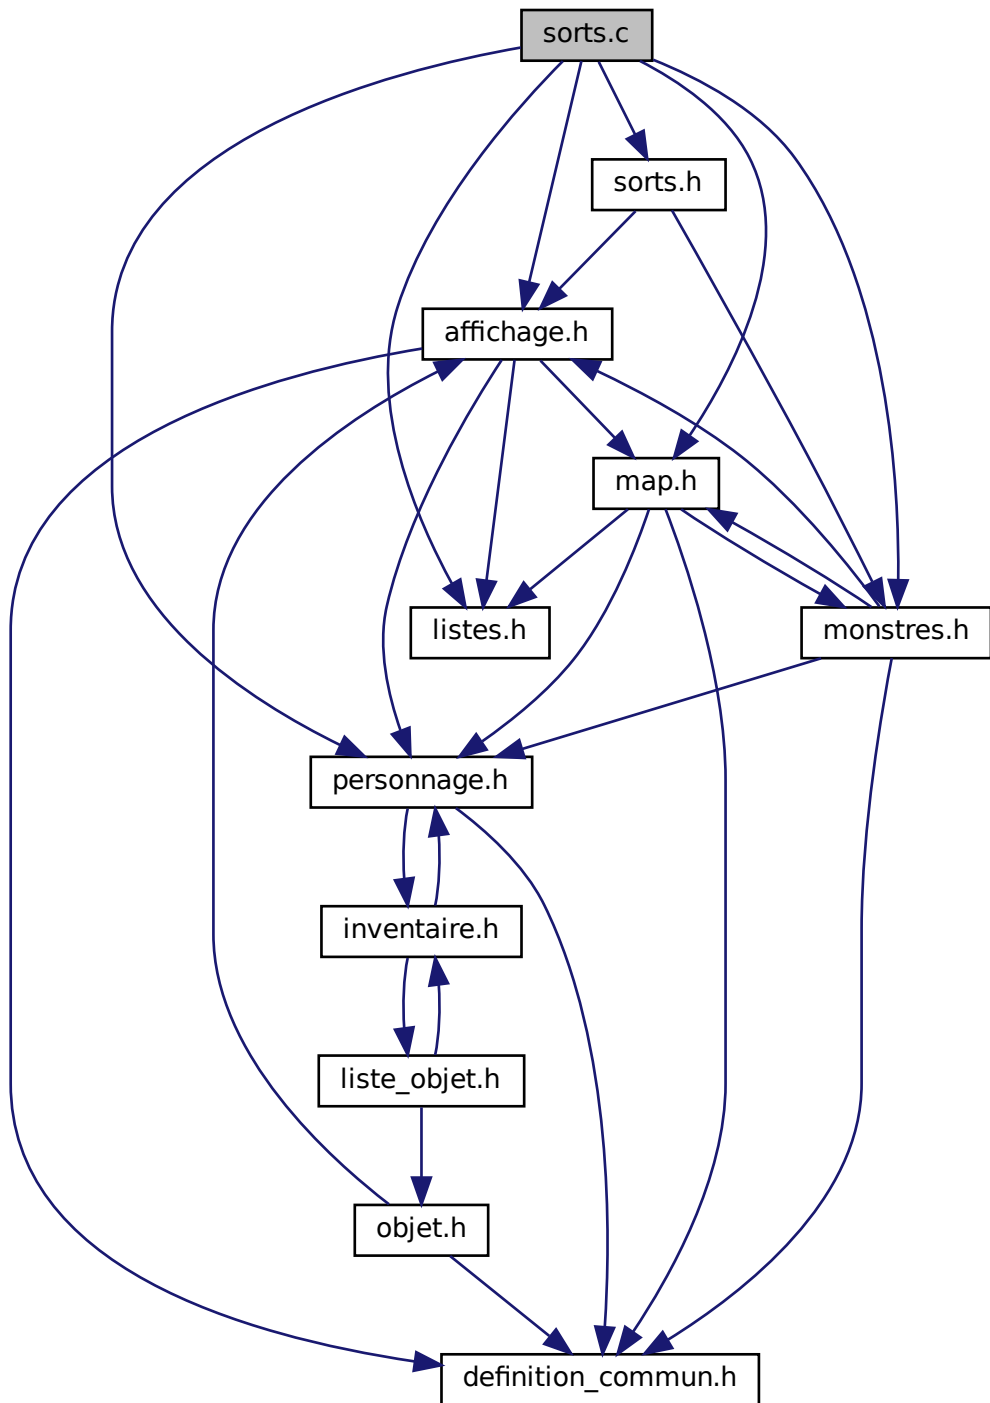 sorts.c
sorts.h
affichage.h
map.h
listes.h
monstres.h
personnage.h
inventaire.h
liste_objet.h
objet.h
definition_commun.h